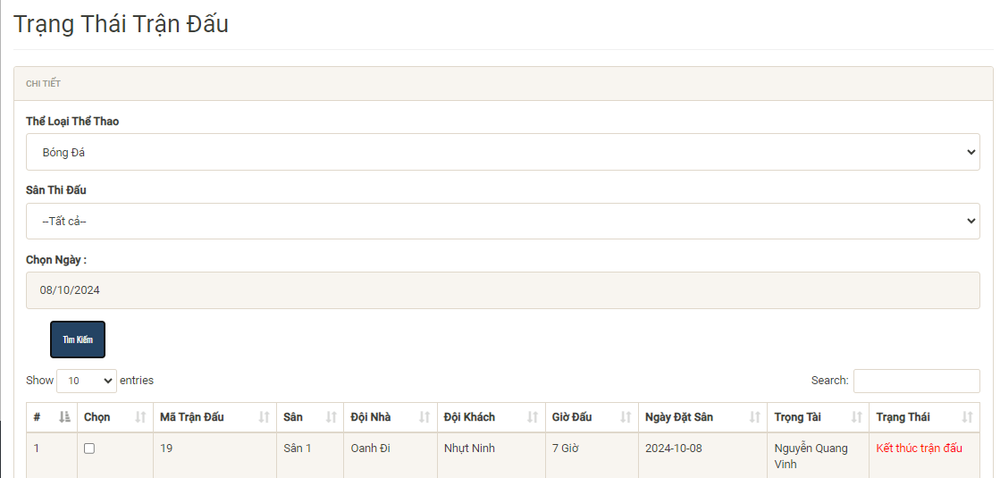 Trạng Thái Trận Đấu
CHI TIẾT
Thể Loại Thể Thao
Bóng Đá
Sân Thi Đấu
--Tất cả--
Chọn Ngày :
08/10/2024
Tìm Kiếm
Show 10 entries
Search:
# Chọn Mã Trận Đấu Sân Đội Nhà Đội Khách Giờ Đấu Ngày Đặt Sân Trọng Tài Trạng Thái
1 19 Sân 1 Oanh Đi Nhựt Ninh 7 Giờ 2024-10-08 Nguyễn Quang Kết thúc trận đấu
Vinh